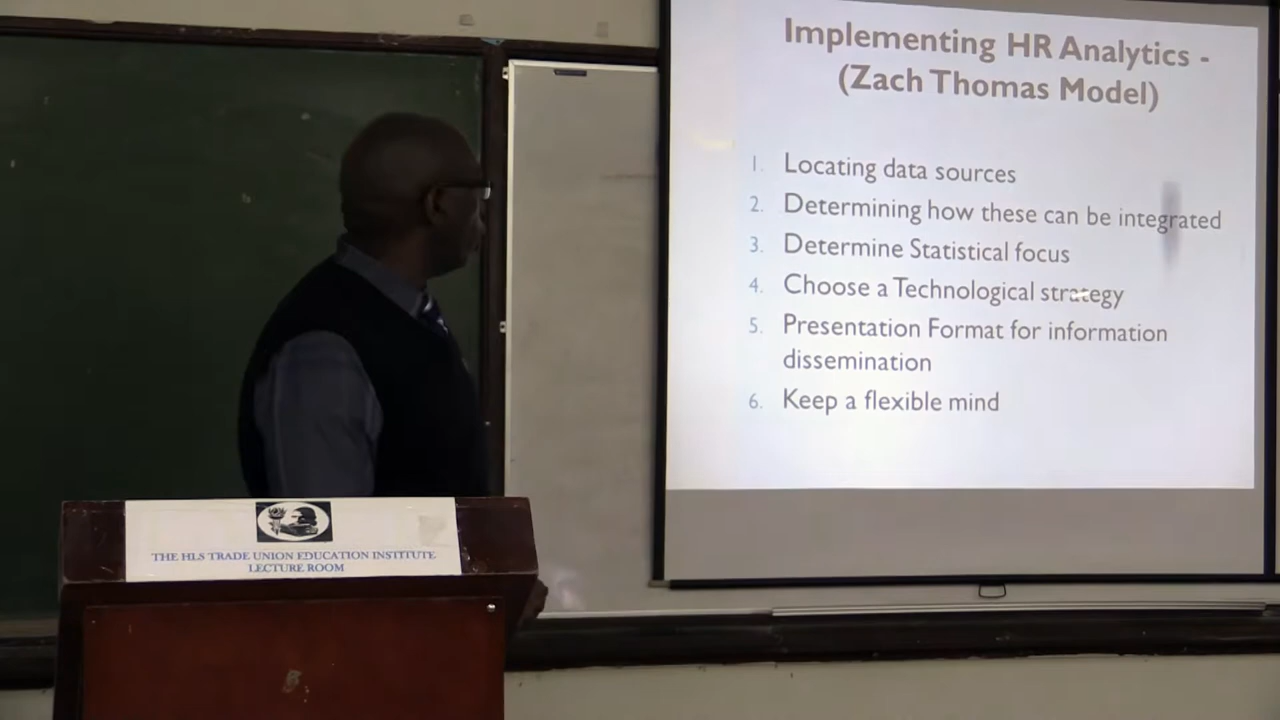 Implementing HR Analytics -
(Zach Thomas Model)
1. Locating data sources
2. Determining how these can be integrated
3. Determine Statistical focus
4. Choose a Technological strategy
5. Presentation Format for information
dissemination
6. Keep a flexible mind
THE HLS TRADE UNION EDUCATION INSTITUTE
LECTURE ROOM